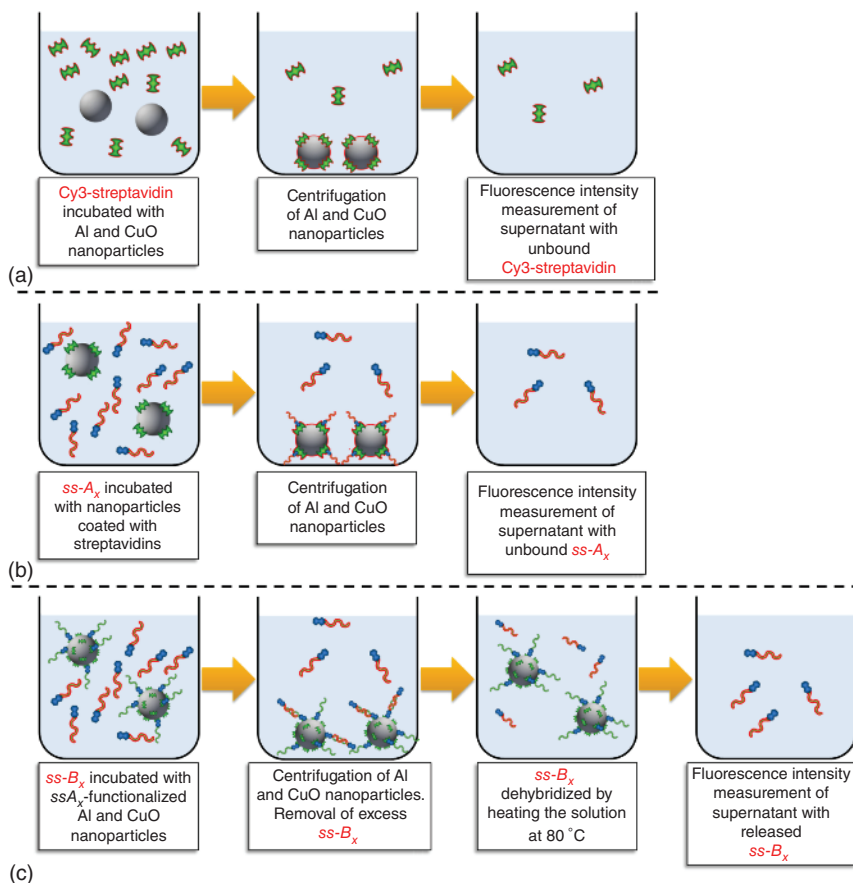 Cy3-streptavidin
incubated with
Al and CuO
nanoparticles
Centrifugation
of Al and CuO
nanoparticles
Fluorescence intensity
measurement of
supernatant with
unbound
Cy3-streptavidin
(a)
ss-Aₓ incubated
with nanoparticles
coated with
streptavidins
Centrifugation
of Al and CuO
nanoparticles
Fluorescence intensity
measurement of
supernatant with
unbound ss-Aₓ
(b)
ss-Bₓ incubated with
ssAₓ-functionalized
Al and CuO
nanoparticles
Centrifugation of Al
and CuO nanoparticles.
Removal of excess
ss-Bₓ
ss-Bₓ
dehybridized by
heating the solution
at 80 °C
Fluorescence intensity
measurement of
supernatant with
released
ss-Bₓ
(c)